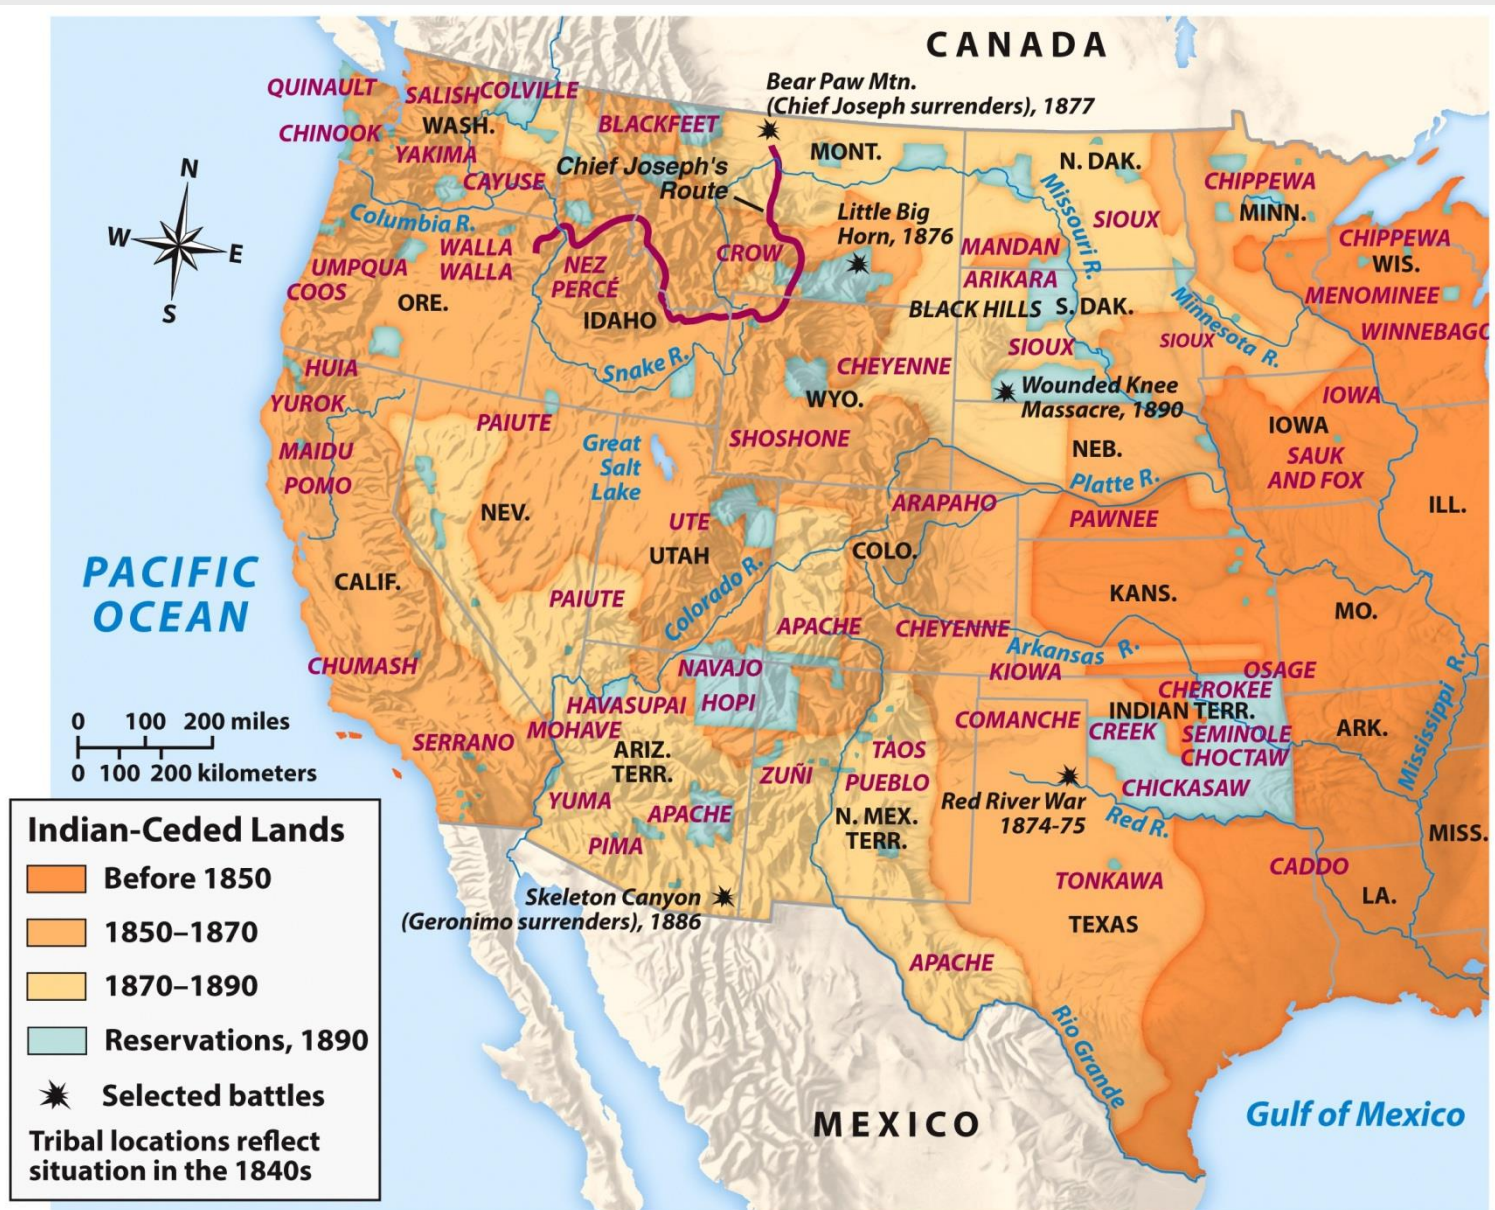 CANADA
Bear Paw Mtn.
(Chief Joseph surrenders), 1877
QUINAULT
SALISH
COLVILLE
CHINOOK
WASH.
BLACKFEET
YAKIMA
MONT.
N. DAK.
Chief Joseph's
Route
CAYUSE
CHIPPEWA
MINN.
N
W
E
S
Columbia R.
Missouri R.
Little Big
Horn, 1876
SIOUX
WALLA
WALLA
CROW
MANDAN
CHIPPEWA
WIS.
UMPQUA
COOS
NEZ
PERCÉ
ARIKARA
MENOMINEE
ORE.
IDAHO
BLACK HILLS
S. DAK.
Minnesota R.
WINNEBAGO
SIOUX
SIOUX
HUIA
Snake R.
CHEYENNE
Wounded Knee
Massacre, 1890
YUROK
WYO.
IOWA
PAIUTE
IOWA
MAIDU
Great
Salt
Lake
SHOSHONE
NEB.
SAUK
AND FOX
POMO
Platte R.
NEV.
UTE
ARAPAHO
PAWNEE
ILL.
UTAH
COLO.
PACIFIC
OCEAN
CALIF.
PAIUTE
Colorado R.
KANS.
MO.
APACHE
CHEYENNE
Arkansas R.
CHUMASH
NAVAJO
KIOWA
OSAGE
Mississippi R.
HAVASUPAI
HOPI
CHEROKEE
INDIAN TERR.
0 100 200 miles
0 100 200 kilometers
MOHAVE
COMANCHE
CREEK
SEMINOLE
CHOCTAW
ARK.
SERRANO
ARIZ.
TERR.
TAOS
ZUÑI
PUEBLO
CHICKASAW
YUMA
APACHE
N. MEX.
TERR.
Red River War
1874-75
Red R.
PIMA
MISS.
CADDO
TONKAWA
LA.
Skeleton Canyon
(Geronimo surrenders), 1886
TEXAS
APACHE
Rio Grande
MEXICO
Gulf of Mexico
Indian-Ceded Lands
Before 1850
1850–1870
1870–1890
Reservations, 1890
Selected battles
Tribal locations reflect
situation in the 1840s